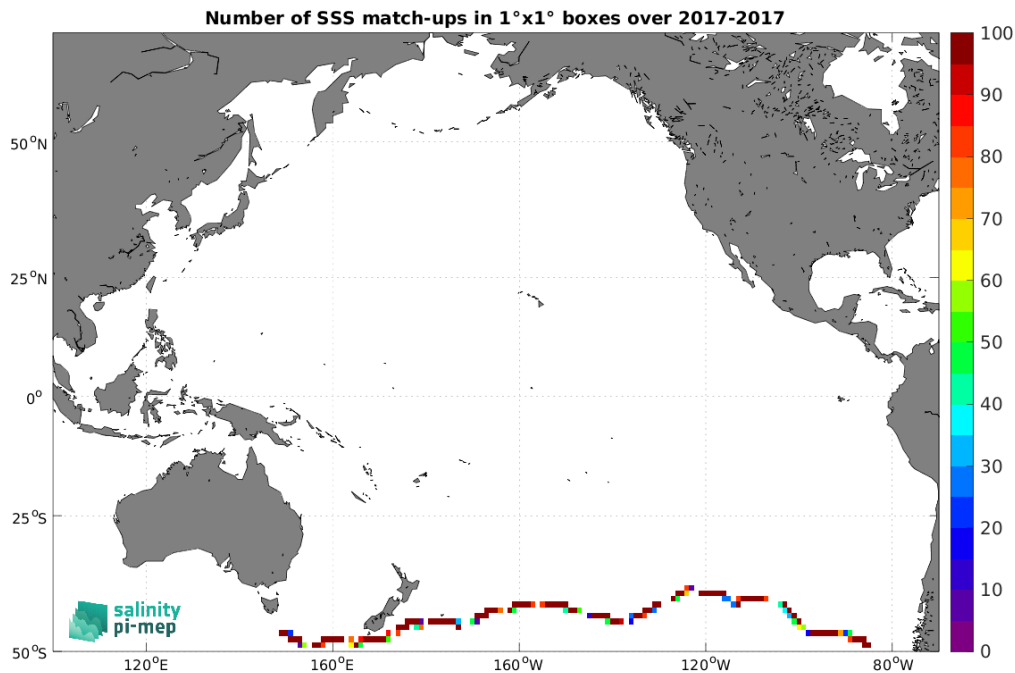 Number of SSS match-ups in 1°x1° boxes over 2017-2017
100
90
80
70
60
50
40
30
20
10
0
50°N
25°N
0°
25°S
50°S
120°E
160°E
160°W
120°W
80°W
salinity
pi-mep